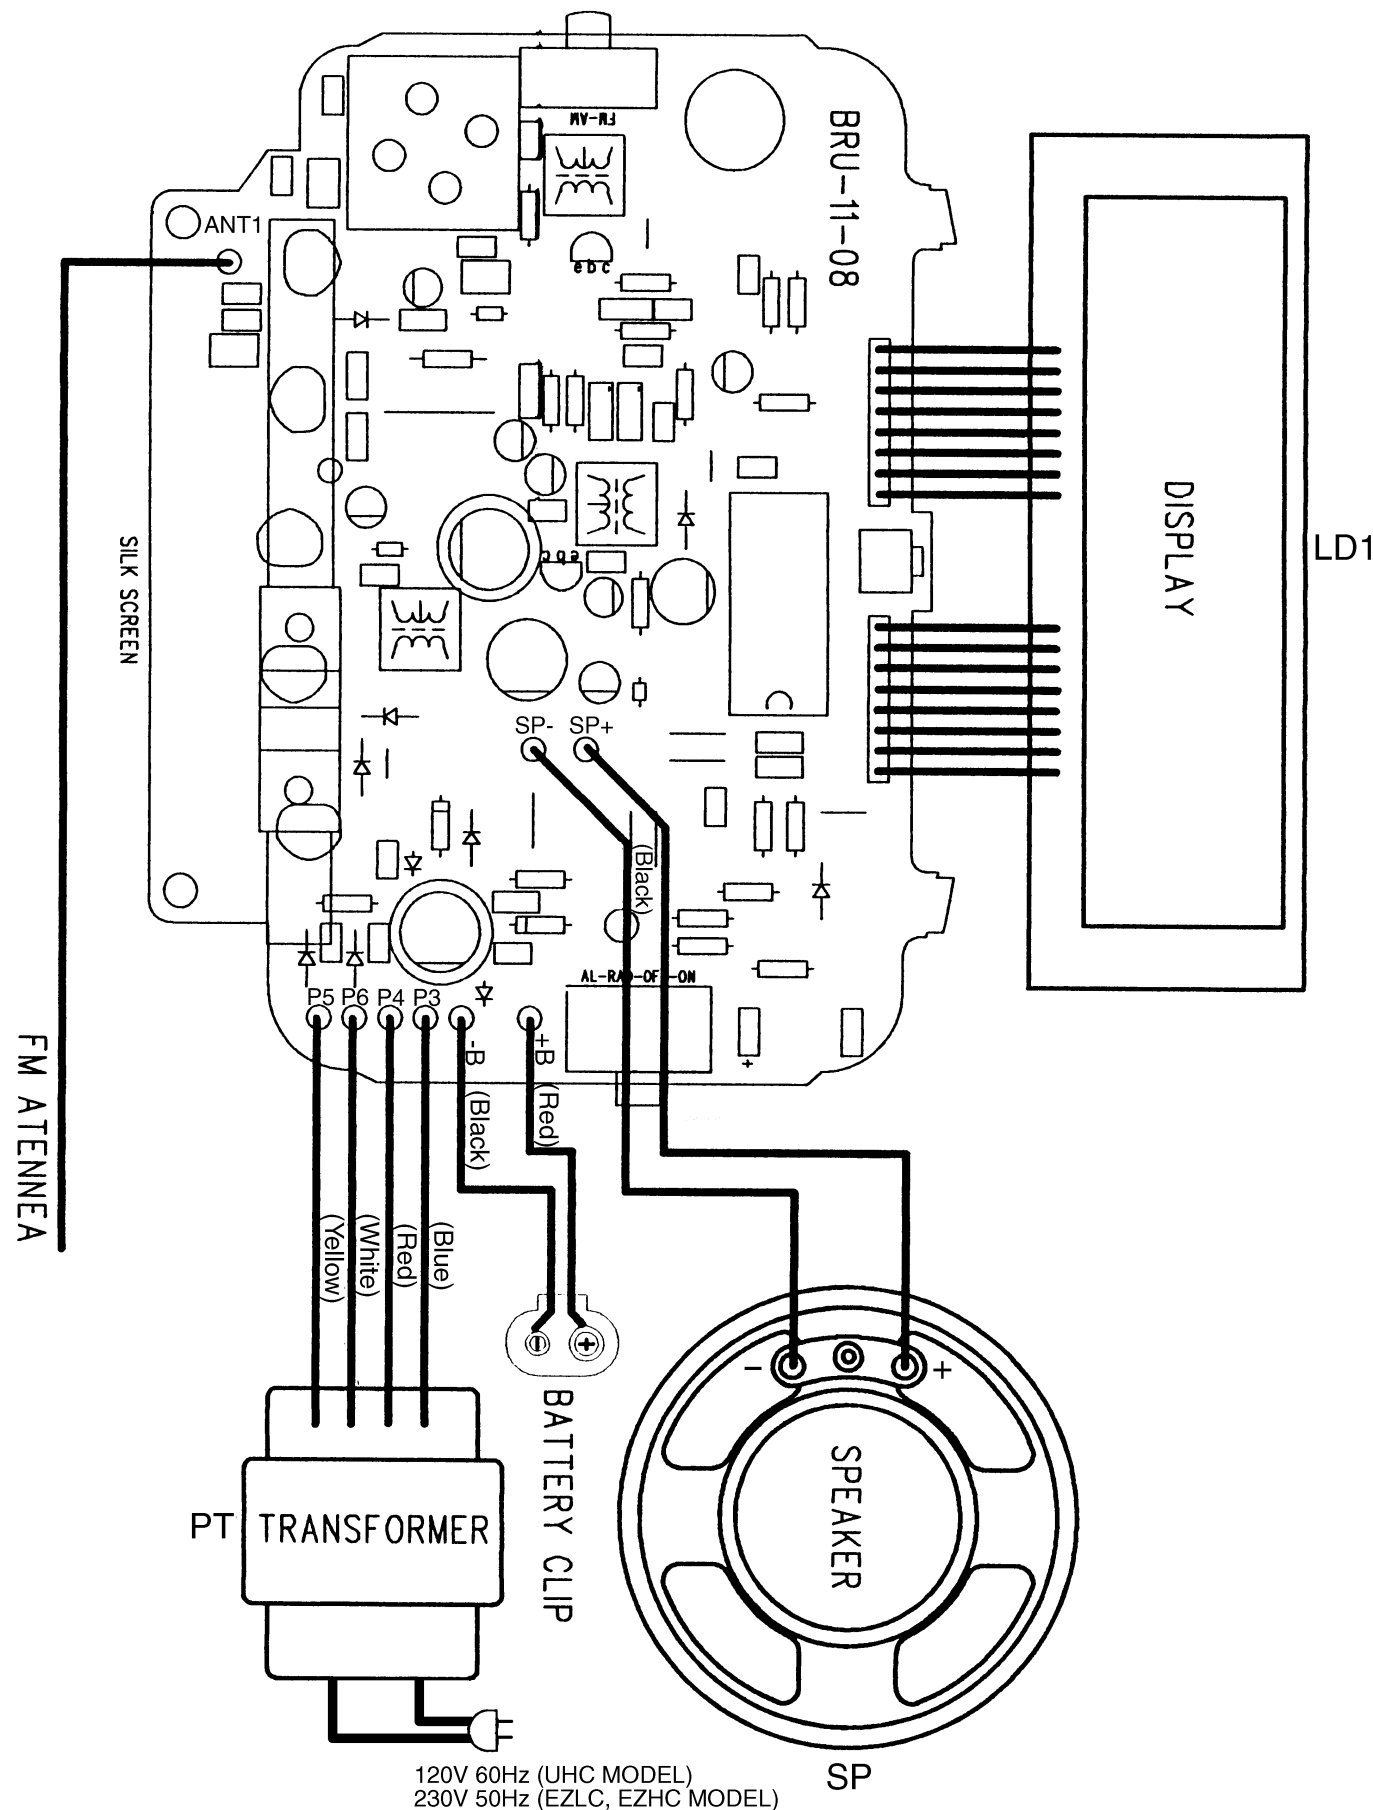 FM-AM
BRU-11-08
ANT1
e b c
DISPLAY
LD1
SILK SCREEN
e b c
SP-
SP+
(Black)
AL-RAD-OFF-ON
P5
P6
P4
P3
-B
+B
+
(Black)
(Red)
FM ATENNEA
(Yellow)
(White)
(Red)
(Blue)
-
+
-
+
BATTERY CLIP
SPEAKER
PT
TRANSFORMER
SP
120V 60Hz (UHC MODEL)
230V 50Hz (EZLC, EZHC MODEL)